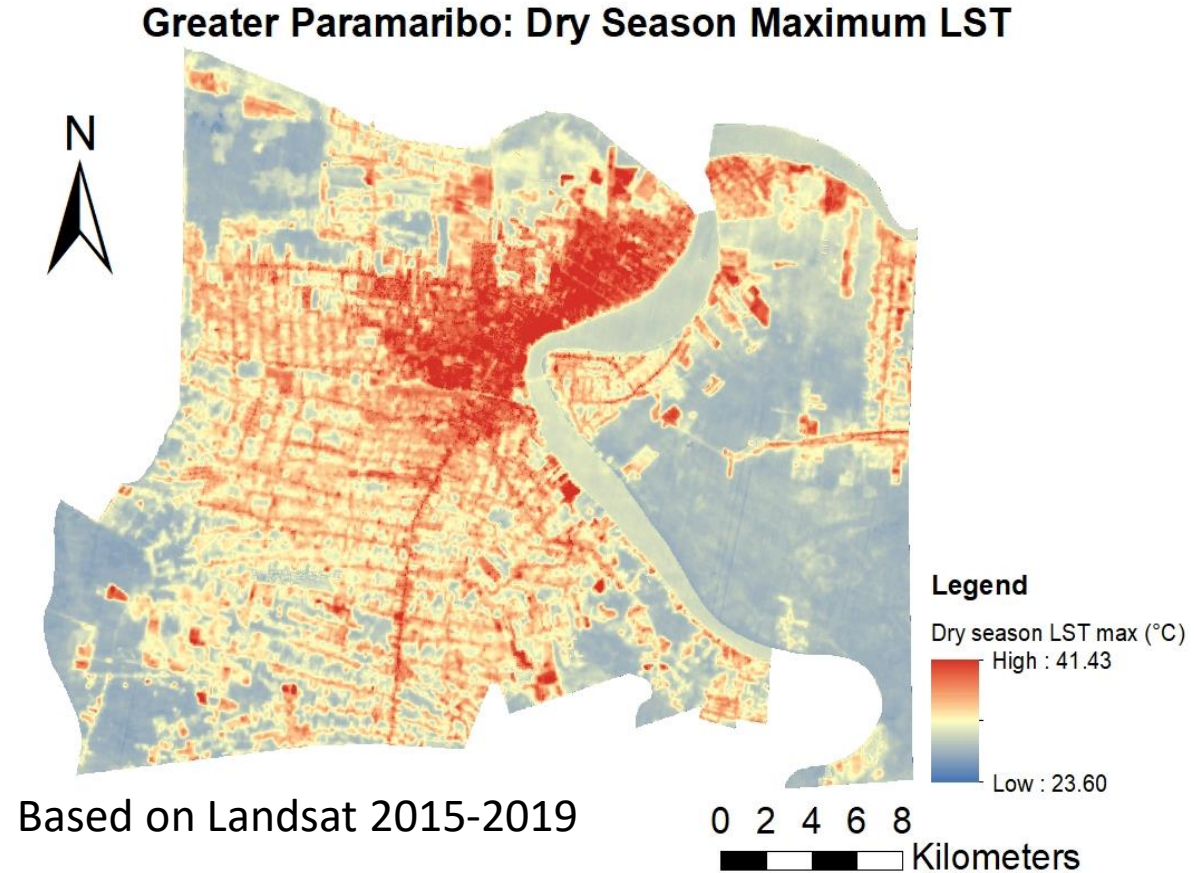 Greater Paramaribo: Dry Season Maximum LST
N
Legend
Dry season LST max (°C)
High : 41.43
Low : 23.60
Based on Landsat 2015-2019
0 2 4 6 8
Kilometers